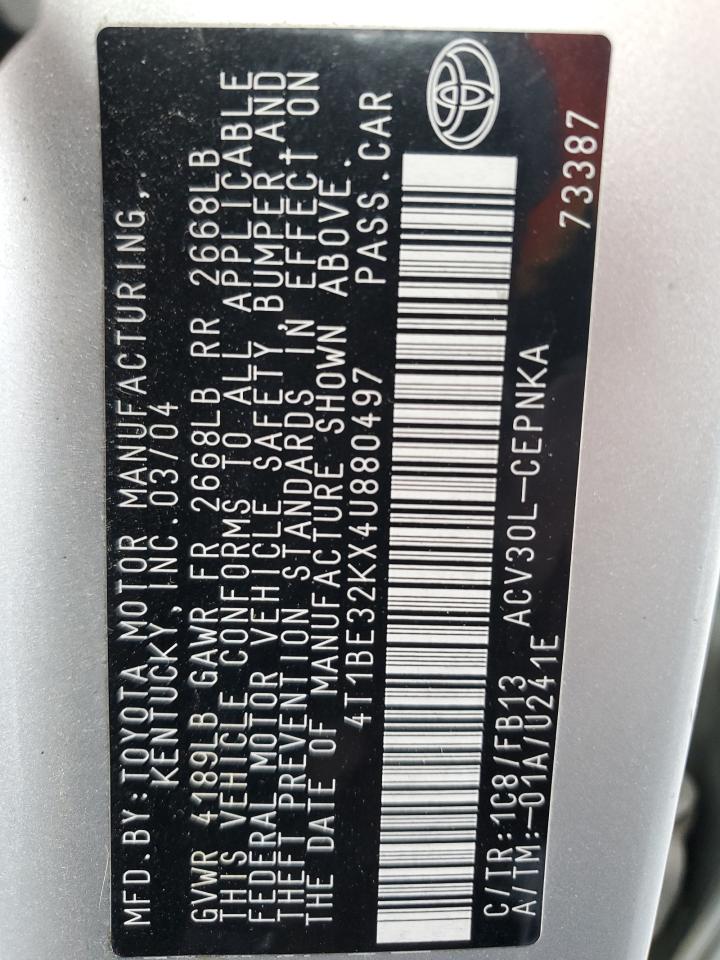 MFD.BY:TOYOTA MOTOR MANUFACTURING,
KENTUCKY, INC.03/04
GVWR 4189LB GAWR FR 2668LB RR 2668LB
THIS VEHICLE CONFORMS TO ALL APPLICABLE
FEDERAL MOTOR VEHICLE SAFETY,BUMPER,AND
THEFT PREVENTION STANDARDS IN EFFECT ON
THE DATE OF MANUFACTURE SHOWN ABOVE.
4T1BE32KX4U880497 PASS.CAR
C/TR:1C8/FB13 ACV30L-CEPNKA
A/TM:-01A/U241E 73387